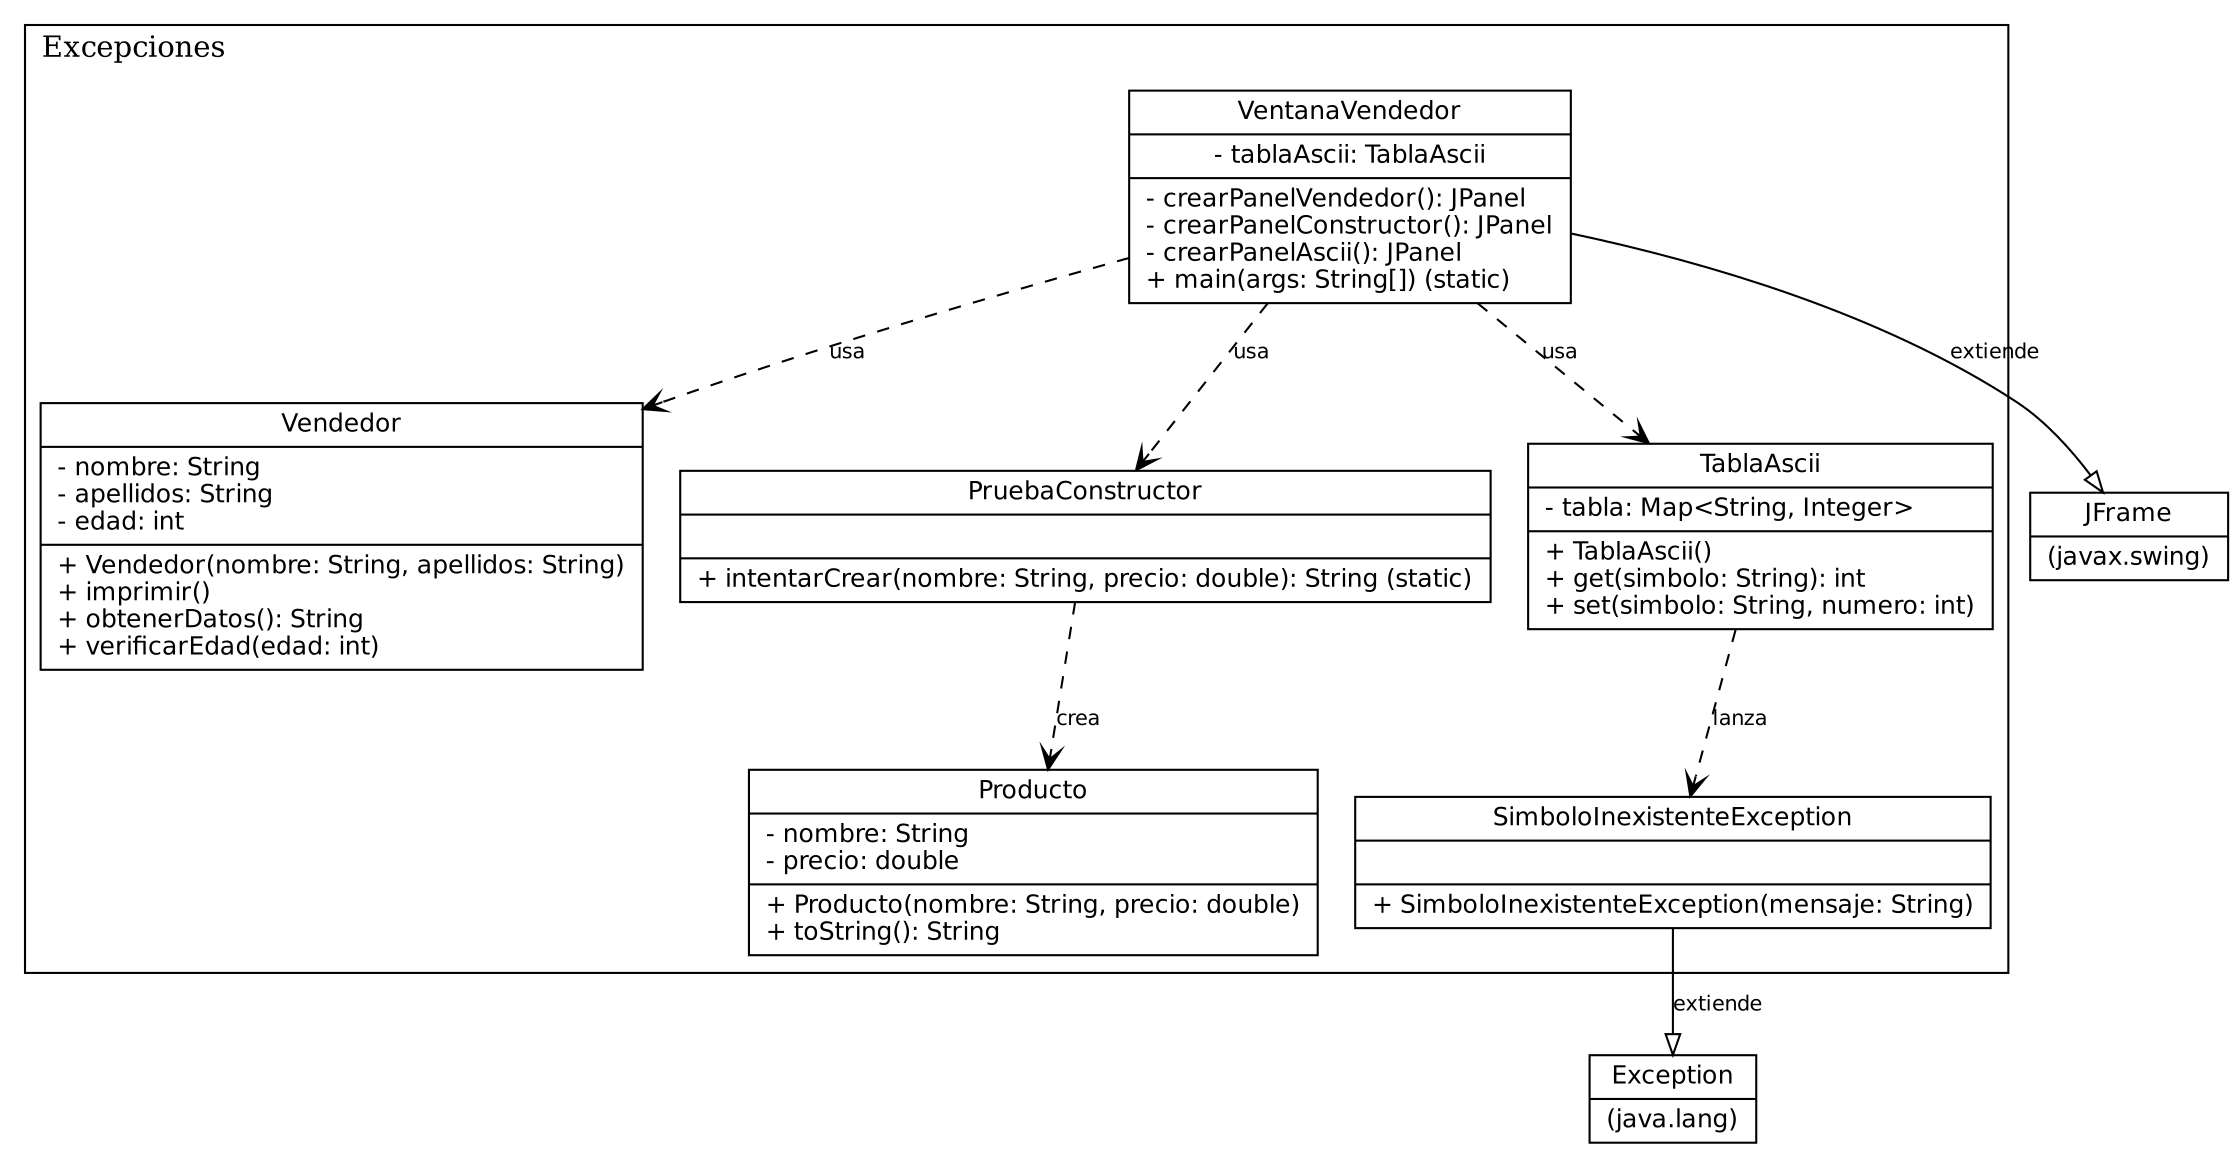 Excepciones
VentanaVendedor
- tablaAscii: TablaAscii
- crearPanelVendedor(): JPanel
- crearPanelConstructor(): JPanel
- crearPanelAscii(): JPanel
+ main(args: String[]) (static)
usa
usa
usa
extiende
Vendedor
- nombre: String
- apellidos: String
- edad: int
+ Vendedor(nombre: String, apellidos: String)
+ imprimir()
+ obtenerDatos(): String
+ verificarEdad(edad: int)
PruebaConstructor
+ intentarCrear(nombre: String, precio: double): String (static)
TablaAscii
- tabla: Map<String, Integer>
+ TablaAscii()
+ get(simbolo: String): int
+ set(simbolo: String, numero: int)
JFrame
(javax.swing)
crea
lanza
Producto
- nombre: String
- precio: double
+ Producto(nombre: String, precio: double)
+ toString(): String
SimboloInexistenteException
+ SimboloInexistenteException(mensaje: String)
extiende
Exception
(java.lang)